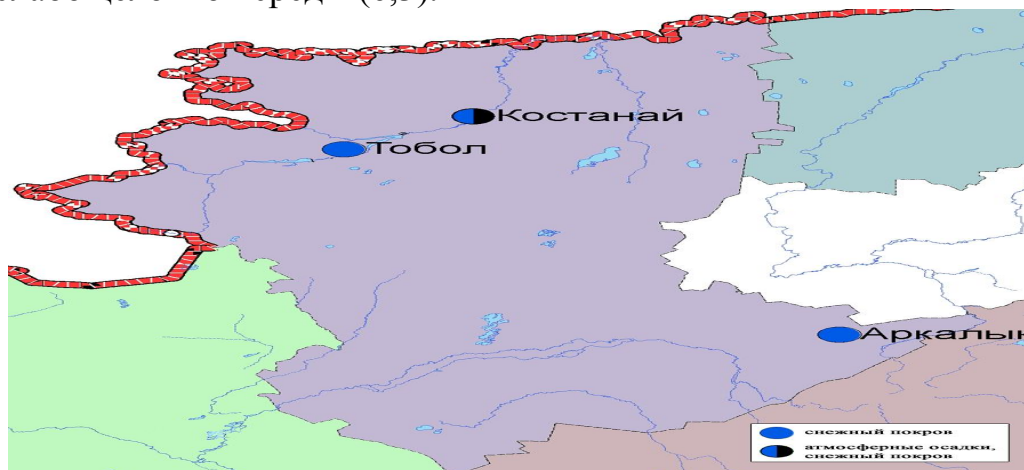 Костанай
Тобол
Аркалык
снежный покров
атмосферные осадки,
снежный покров